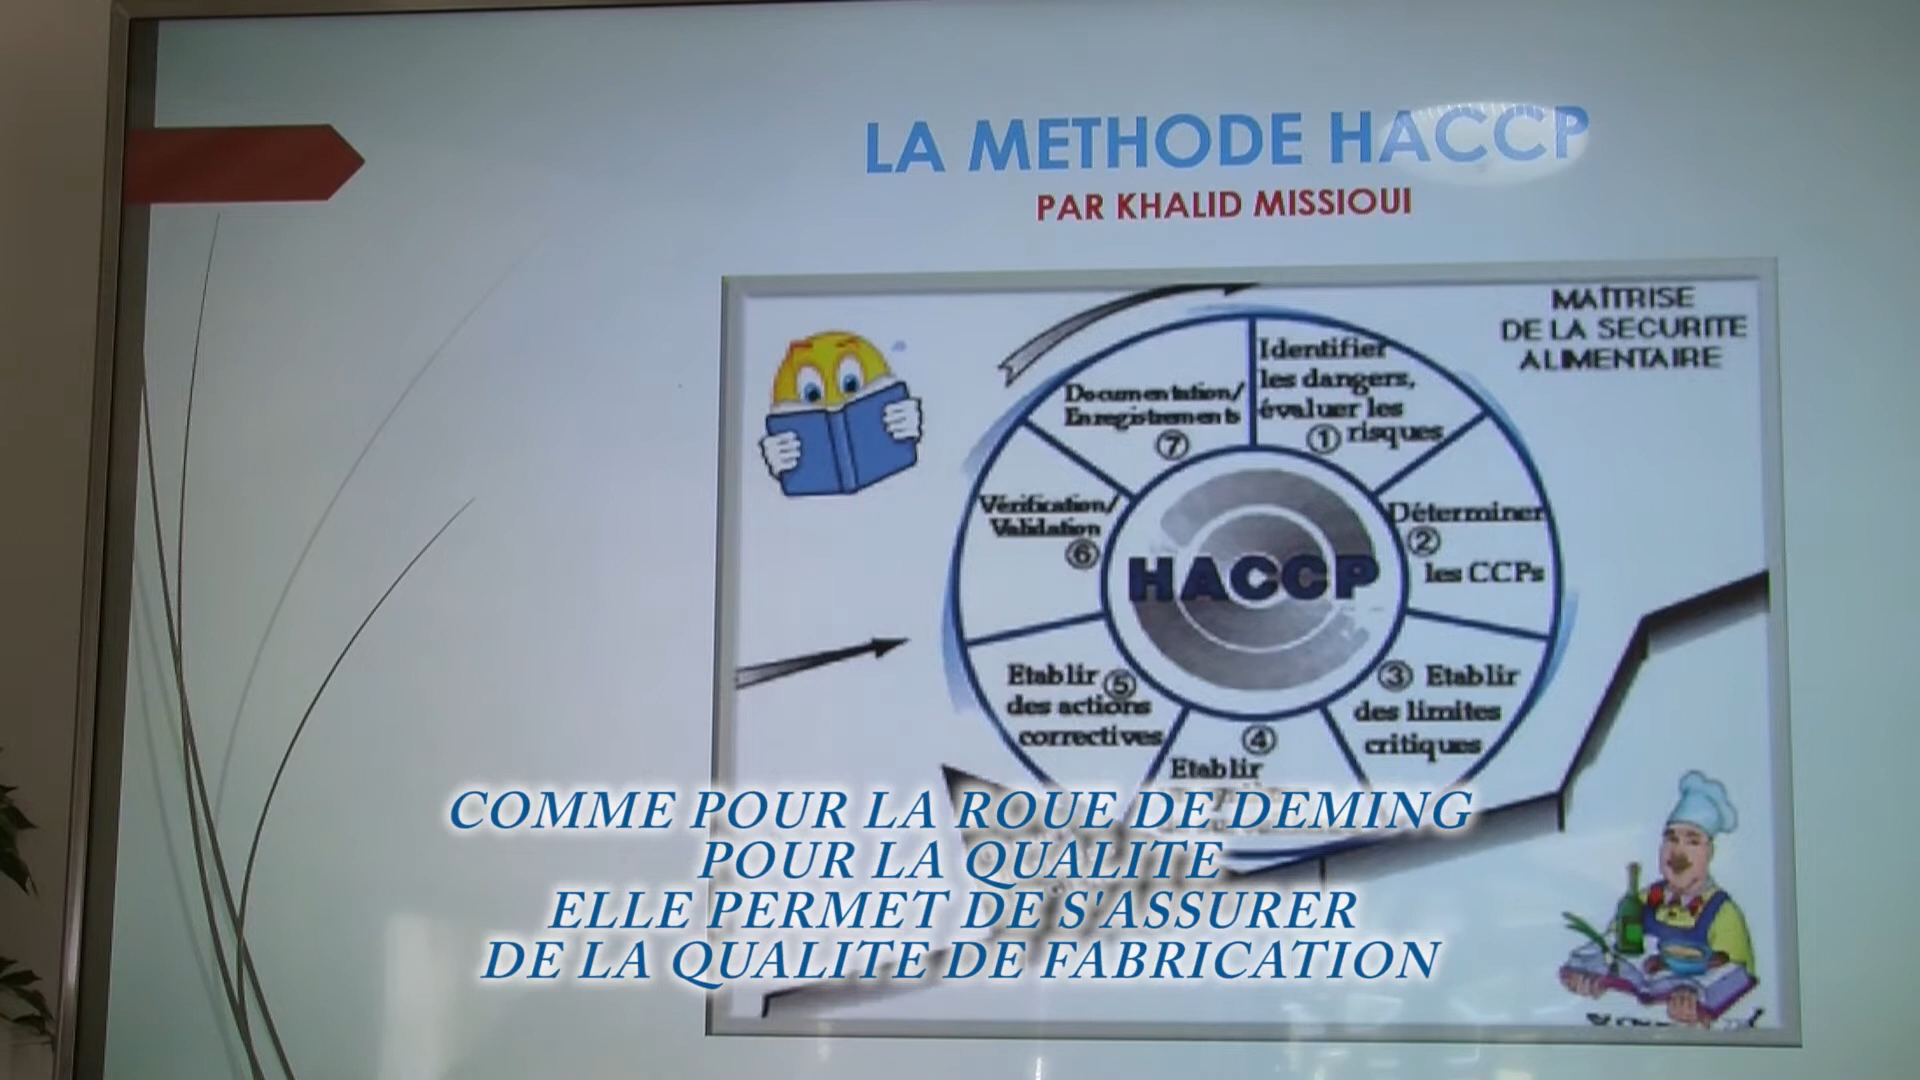 LA METHODE HACCP
PAR KHALID MISSIOUI
MAÎTRISE
DE LA SECURITE
ALIMENTAIRE
Identifier
les dangers,
évaluer les
① risques
Déterminer
②
les CCPs
③ Etablir
des limites
critiques
④
Etablir
Etablir ⑤
des actions
correctives
Vérification/
Validation
⑥
Documentation/
Enregistrements
⑦
HACCP
COMME POUR LA ROUE DE DEMING
POUR LA QUALITE
ELLE PERMET DE S'ASSURER
DE LA QUALITE DE FABRICATION